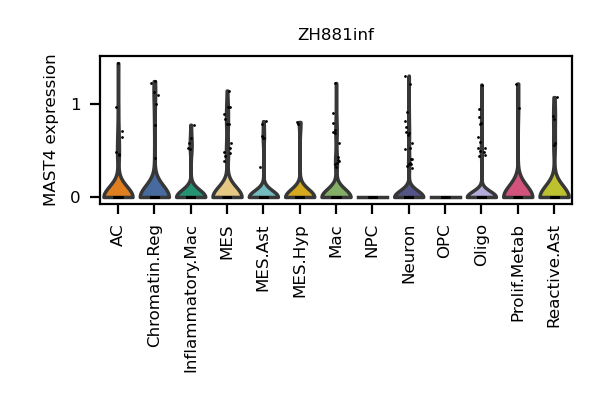 ZH881inf
MAST4 expression
1
0
AC
Chromatin.Reg
Inflammatory.Mac
MES
MES.Ast
MES.Hyp
Mac
NPC
Neuron
OPC
Oligo
Prolif.Metab
Reactive.Ast